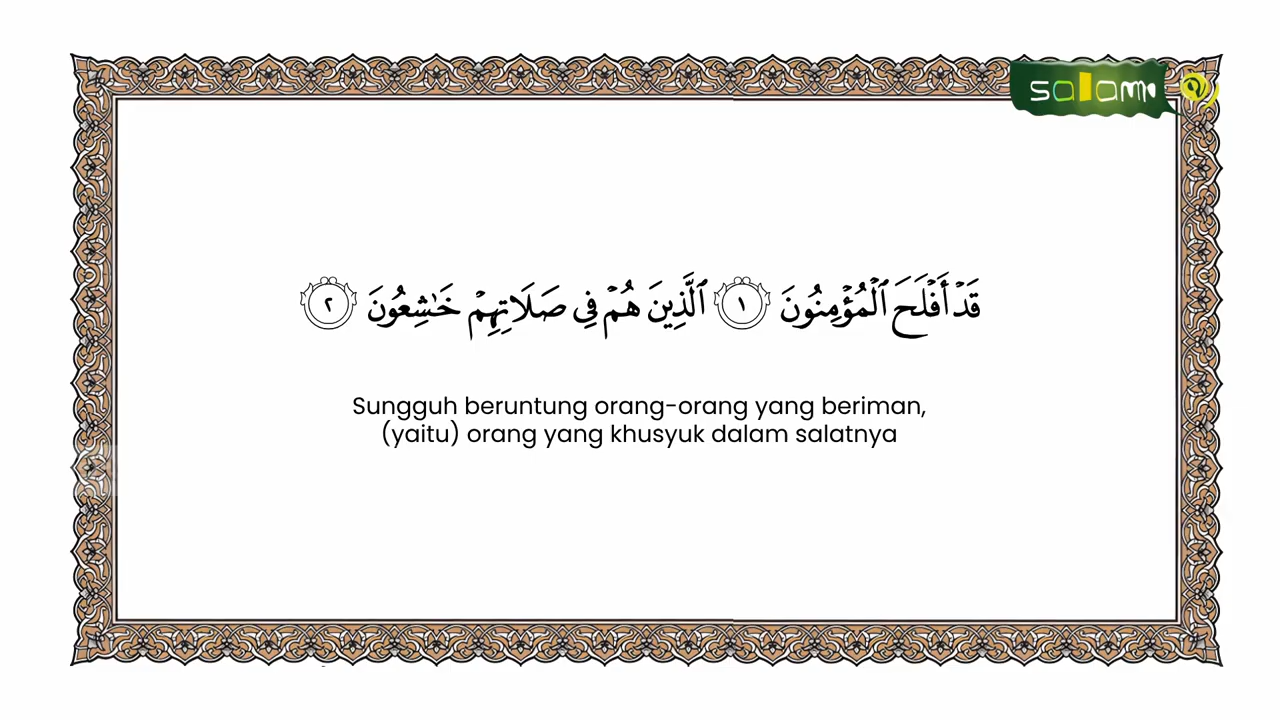 salam
قَدْ أَفْلَحَ ٱلْمُؤْمِنُونَ ١ ٱلَّذِينَ هُمْ فِي صَلَاتِهِمْ خَـٰشِعُونَ ٢
Sungguh beruntung orang-orang yang beriman,
(yaitu) orang yang khusyuk dalam salatnya